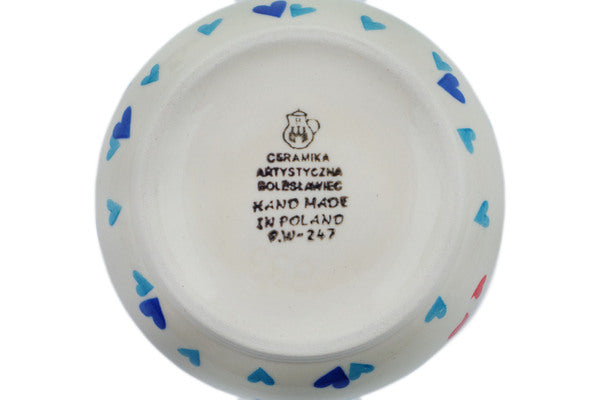 CERAMIKA
ARTYSTYCZNA
BOLESŁAWIEC
HAND MADE
IN POLAND
P.W-247